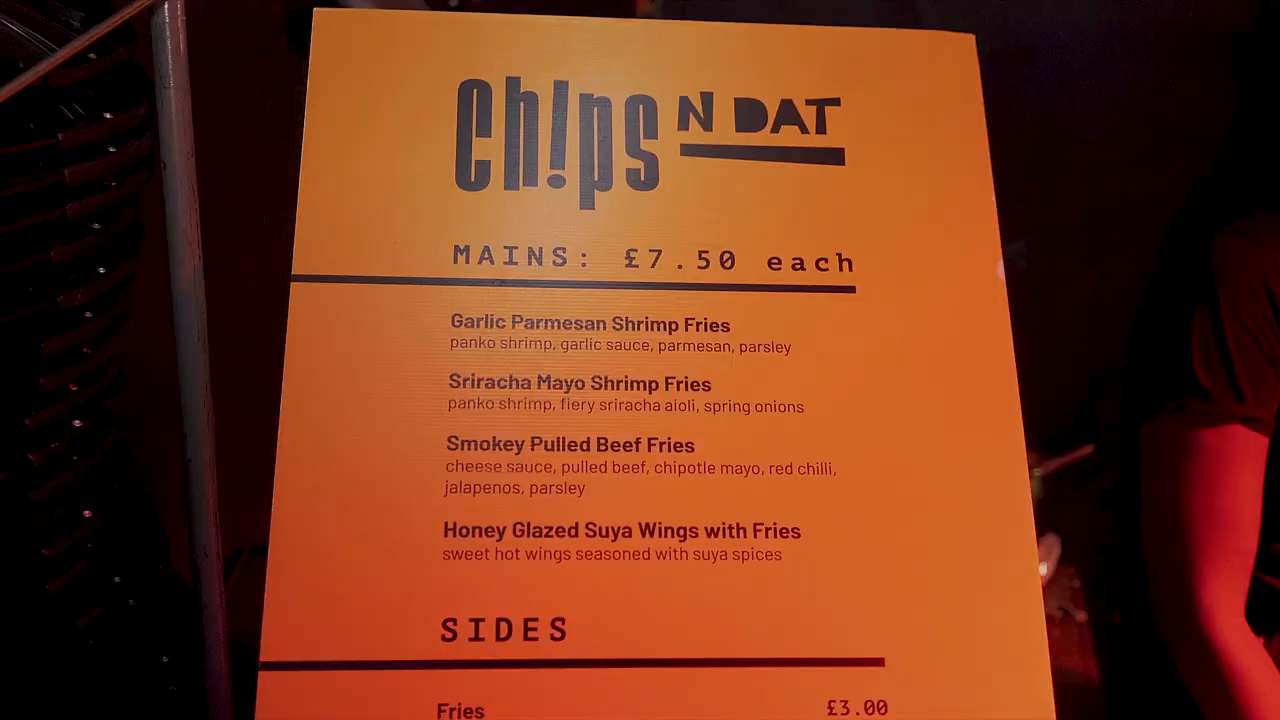 Ch!ps N DAT
MAINS: £7.50 each
Garlic Parmesan Shrimp Fries
panko shrimp, garlic sauce, parmesan, parsley
Sriracha Mayo Shrimp Fries
panko shrimp, fiery sriracha aioli, spring onions
Smokey Pulled Beef Fries
cheese sauce, pulled beef, chipotle mayo, red chilli,
jalapenos, parsley
Honey Glazed Suya Wings with Fries
sweet hot wings seasoned with suya spices
SIDES
Fries £3.00